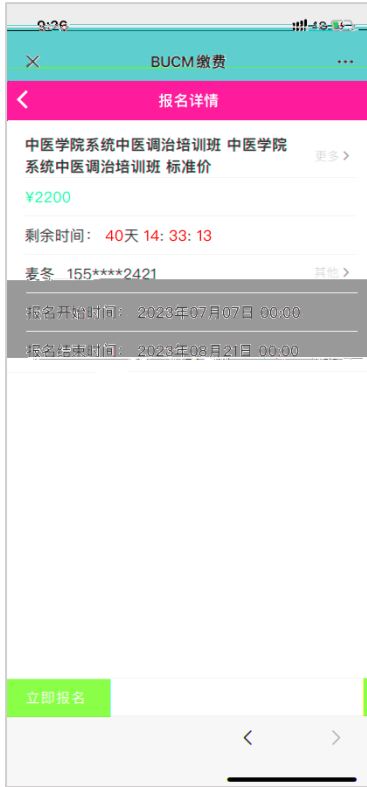 9:26
BUCM缴费
报名详情
中医学院系统中医调治培训班 中医学院
系统中医调治培训班 标准价
更多
¥2200
剩余时间： 40天 14: 33: 13
麦冬 155****2421
其他
报名开始时间： 2023年07月07日 00:00
报名结束时间： 2023年08月21日 00:00
立即报名